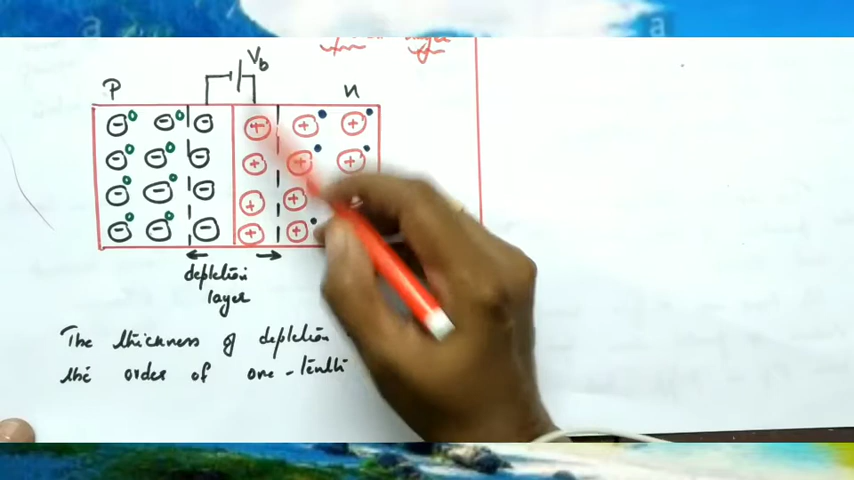 Vb
P
n
depletion
layer
The thickness of depletion
the order of one-tenth